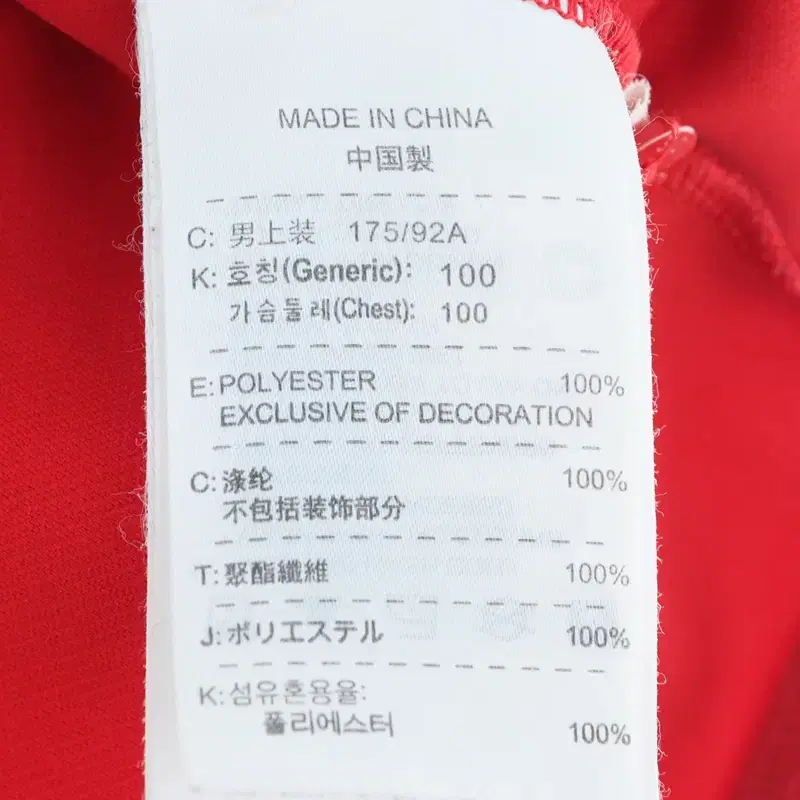 MADE IN CHINA
中国製
C: 男上装 175/92A
K: 호칭(Generic): 100
가슴둘레(Chest): 100
E: POLYESTER 100%
EXCLUSIVE OF DECORATION
C: 涤纶 100%
不包括装饰部分
T: 聚酯纖維 100%
J: ポリエステル 100%
K: 섬유혼용율:
폴리에스터 100%